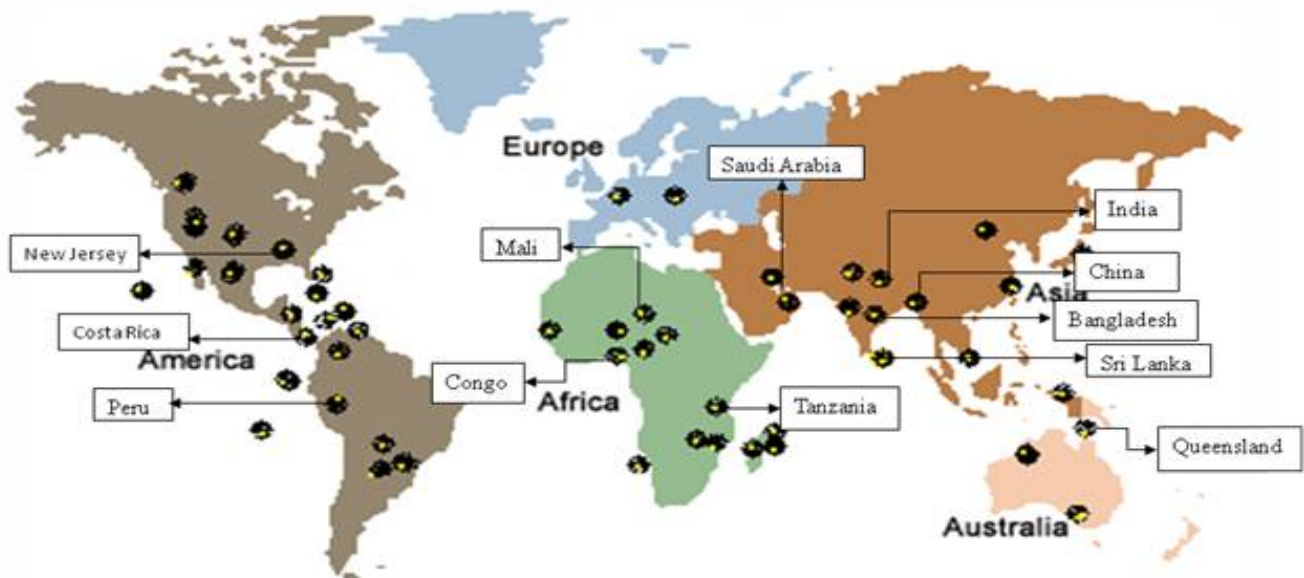 Europe
Saudi Arabia
India
New Jersey
Mali
China
Asia
Costa Rica
Bangladesh
America
Sri Lanka
Congo
Peru
Africa
Tanzania
Queensland
Australia